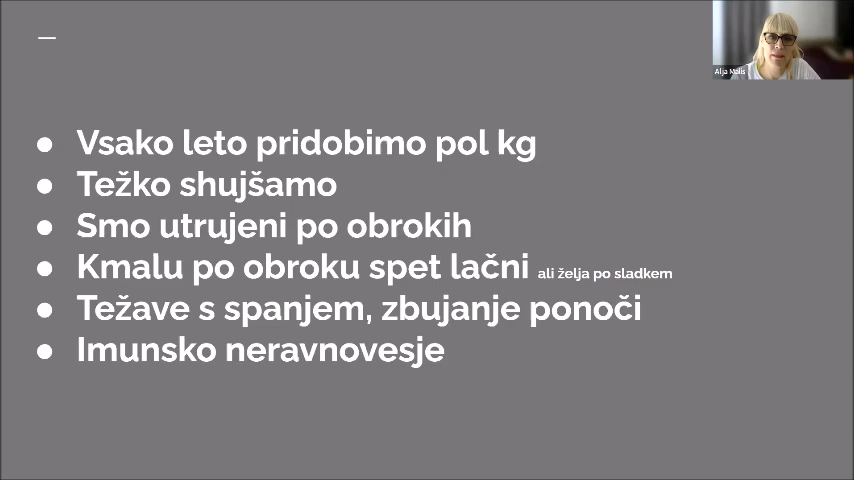 Alja Malis
● Vsako leto pridobimo pol kg
● Težko shujšamo
● Smo utrujeni po obrokih
● Kmalu po obroku spet lačni ali želja po sladkem
● Težave s spanjem, zbujanje ponoči
● Imunsko neravnovesje